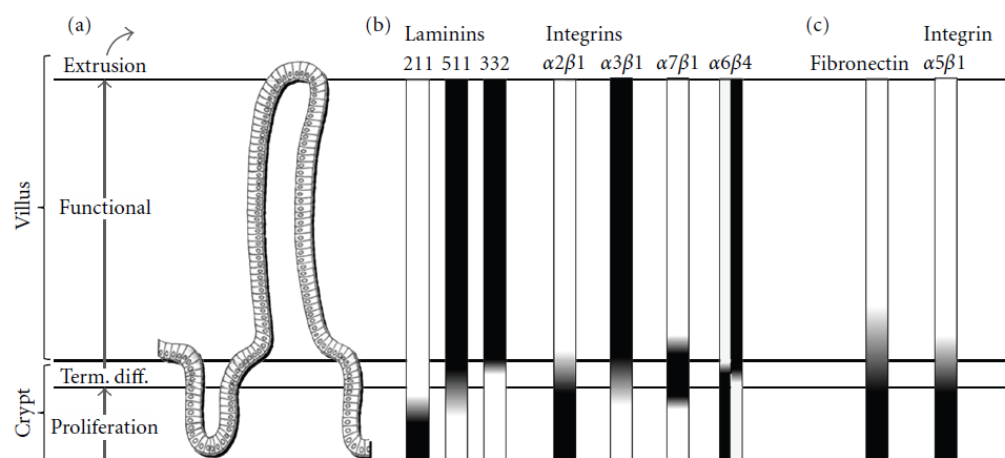 (a)
(b)
(c)
Laminins
Integrins
Integrin
Extrusion
211 511 332 α2β1 α3β1 α7β1 α6β4 Fibronectin α5β1
Villus
Functional
Term. diff.
Crypt
Proliferation